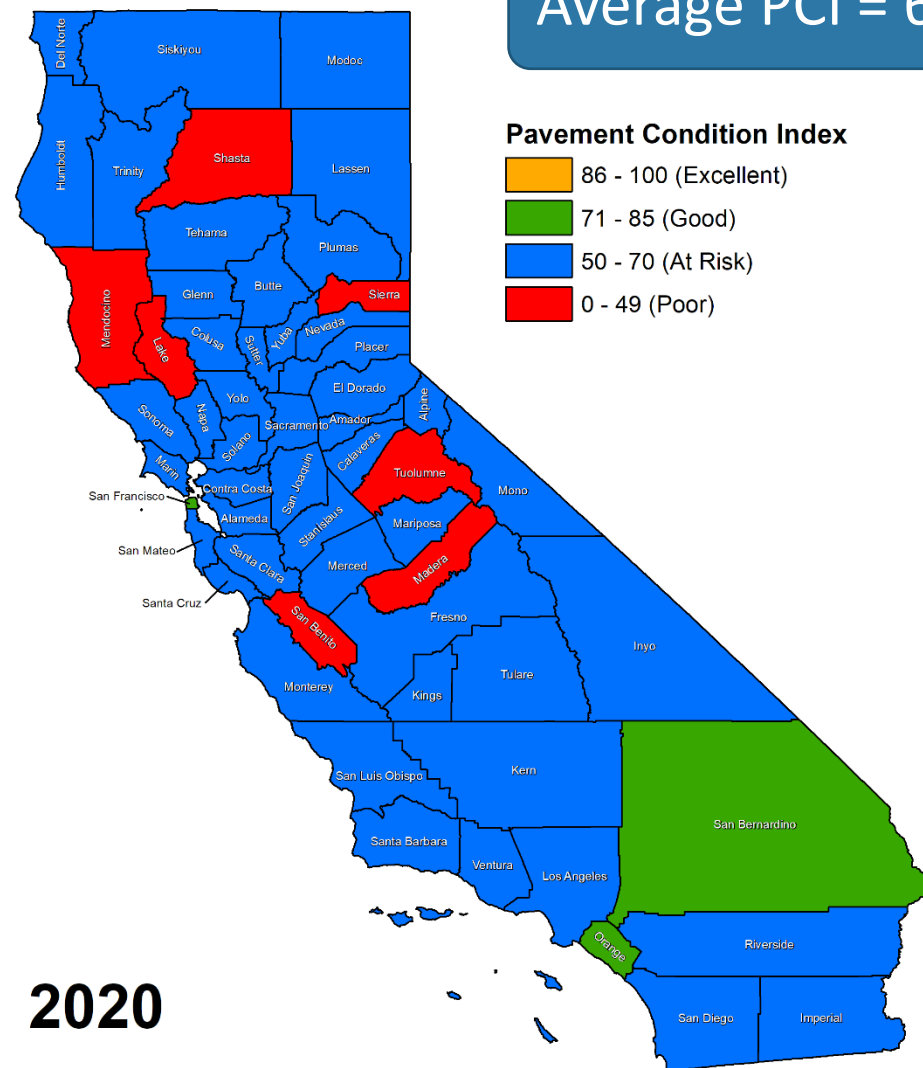 Average PCI = 6
Pavement Condition Index
86 - 100 (Excellent)
71 - 85 (Good)
50 - 70 (At Risk)
0 - 49 (Poor)
Del Norte
Siskiyou
Modoc
Humboldt
Trinity
Shasta
Lassen
Tehama
Plumas
Mendocino
Glenn
Butte
Sierra
Lake
Colusa
Sutter
Yuba
Nevada
Placer
Sonoma
Napa
Yolo
El Dorado
Solano
Sacramento
Amador
Alpine
Marin
Calaveras
San Francisco
Contra Costa
San Joaquin
Tuolumne
Mono
Alameda
Stanislaus
Mariposa
San Mateo
Santa Clara
Merced
Madera
Santa Cruz
San Benito
Fresno
Inyo
Monterey
Kings
Tulare
San Luis Obispo
Kern
San Bernardino
Santa Barbara
Ventura
Los Angeles
Orange
Riverside
San Diego
Imperial
2020